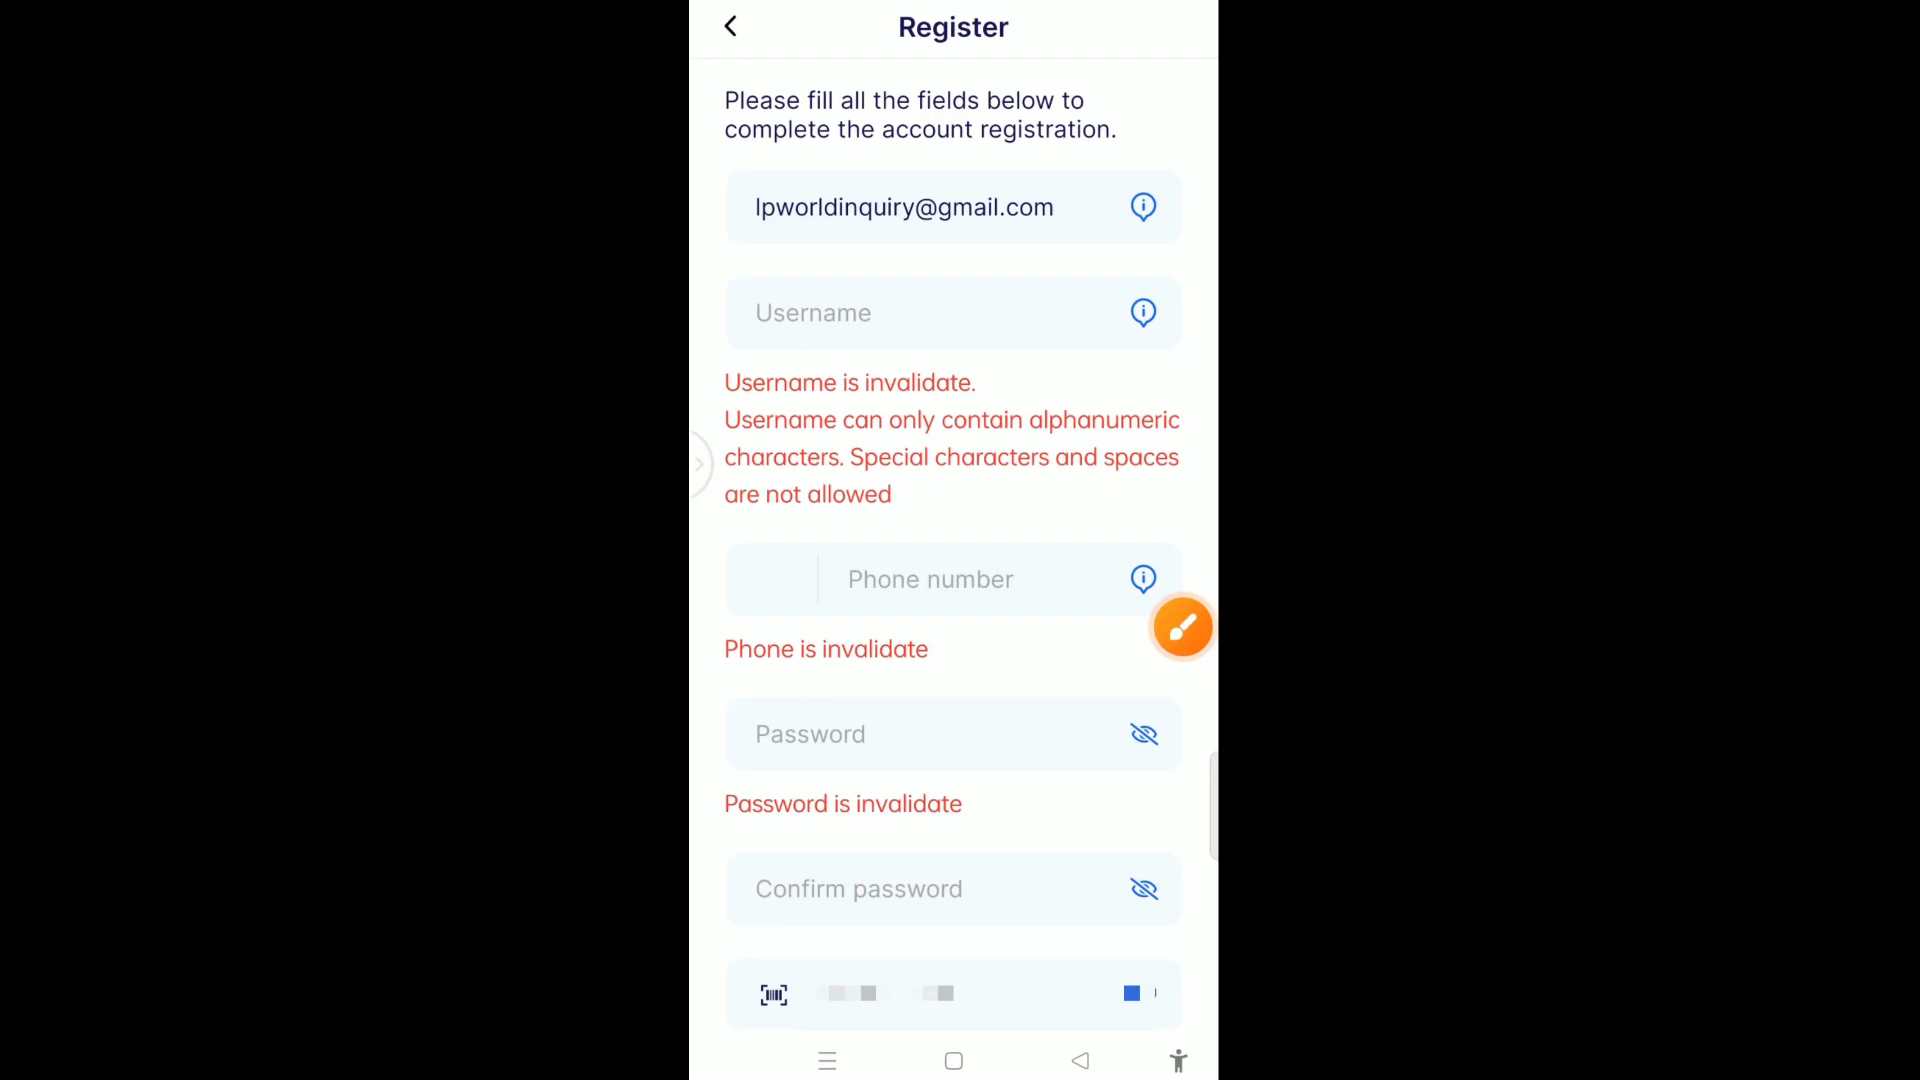 Register
Please fill all the fields below to
complete the account registration.
lpworldinquiry@gmail.com
Username
Username is invalidate.
Username can only contain alphanumeric
characters. Special characters and spaces
are not allowed
Phone number
Phone is invalidate
Password
Password is invalidate
Confirm password